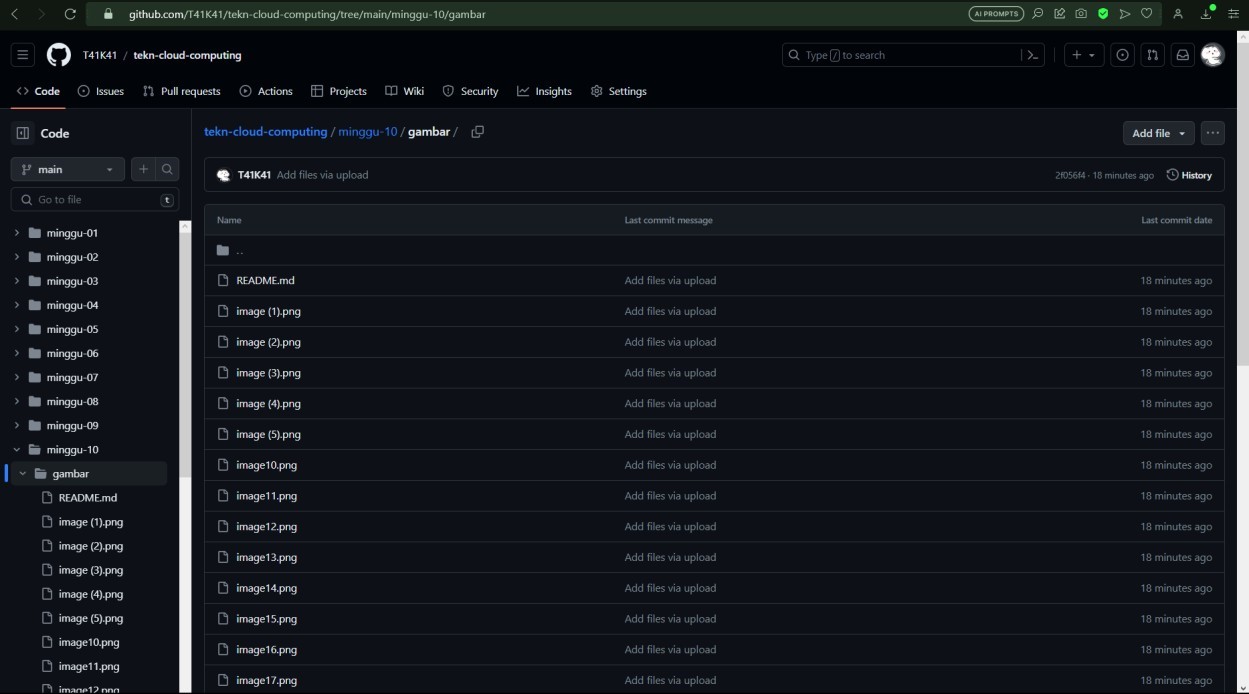 github.com/T41K41/tekn-cloud-computing/tree/main/minggu-10/gambar AI PROMPTS
T41K41 / tekn-cloud-computing Type / to search
Code Issues Pull requests Actions Projects Wiki Security Insights Settings
Code
main
Go to file t
minggu-01
minggu-02
minggu-03
minggu-04
minggu-05
minggu-06
minggu-07
minggu-08
minggu-09
minggu-10
gambar
README.md
image (1).png
image (2).png
image (3).png
image (4).png
image (5).png
image10.png
image11.png
image12.png
tekn-cloud-computing / minggu-10 / gambar / Add file
T41K41 Add files via upload 2f056f4 · 18 minutes ago History
Name Last commit message Last commit date
..
README.md Add files via upload 18 minutes ago
image (1).png Add files via upload 18 minutes ago
image (2).png Add files via upload 18 minutes ago
image (3).png Add files via upload 18 minutes ago
image (4).png Add files via upload 18 minutes ago
image (5).png Add files via upload 18 minutes ago
image10.png Add files via upload 18 minutes ago
image11.png Add files via upload 18 minutes ago
image12.png Add files via upload 18 minutes ago
image13.png Add files via upload 18 minutes ago
image14.png Add files via upload 18 minutes ago
image15.png Add files via upload 18 minutes ago
image16.png Add files via upload 18 minutes ago
image17.png Add files via upload 18 minutes ago